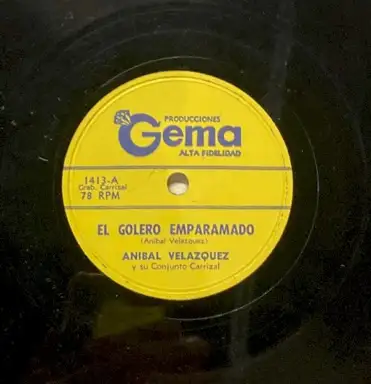 PRODUCCIONES
Gema
ALTA FIDELIDAD
1413-A
Grab. Carrizal
78 RPM
EL GOLERO EMPARAMADO
(Anibal Velazquez)
ANIBAL VELAZQUEZ
y su Conjunto Carrizal